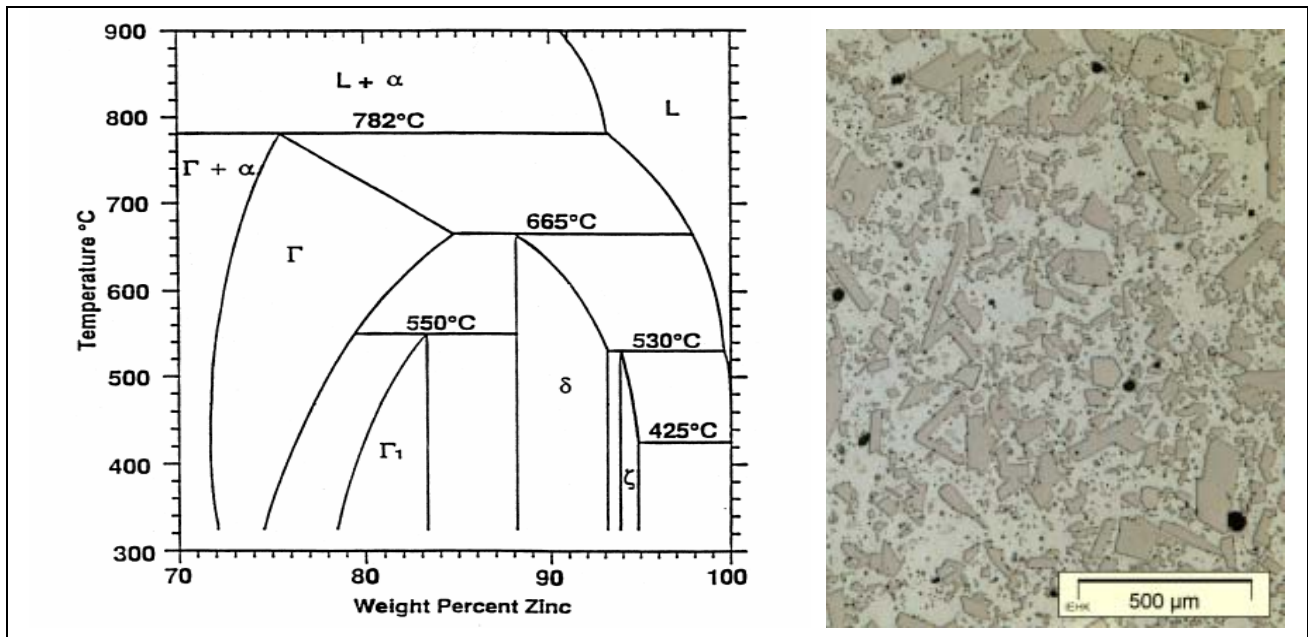 900
800
700
600
500
400
300
Temperature °C
L + α
L
782°C
Γ + α
665°C
Γ
550°C
530°C
δ
425°C
Γ₁
ζ
70
80
90
100
Weight Percent Zinc
IEHK
500 µm